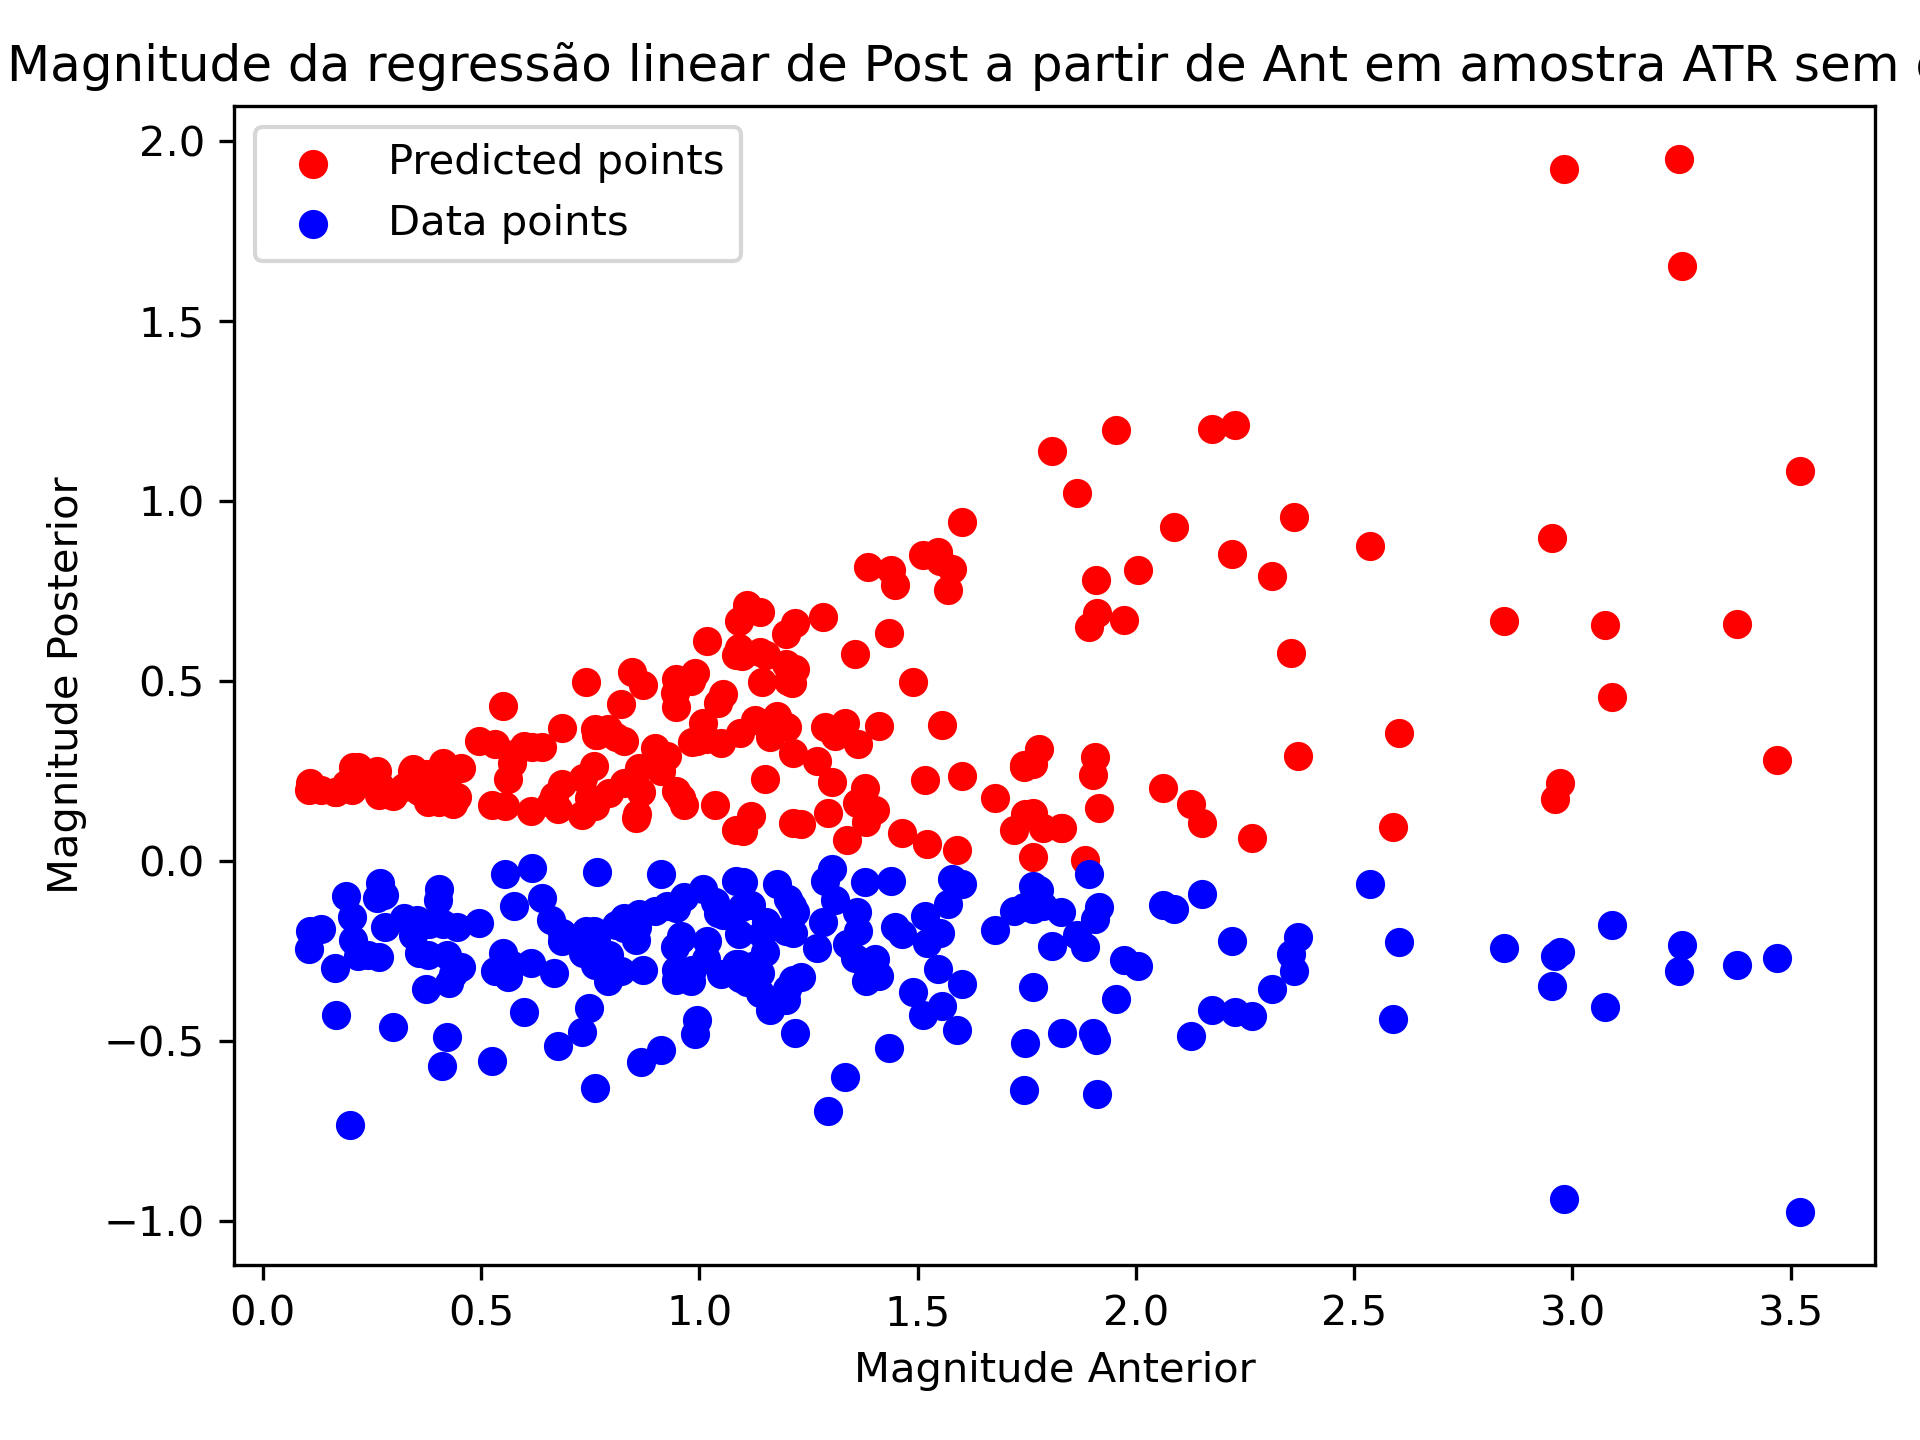 Magnitude da regressão linear de Post a partir de Ant em amostra ATR sem
Predicted points
Data points
2.0
1.5
1.0
0.5
0.0
−0.5
−1.0
Magnitude Posterior
0.0 0.5 1.0 1.5 2.0 2.5 3.0 3.5
Magnitude Anterior